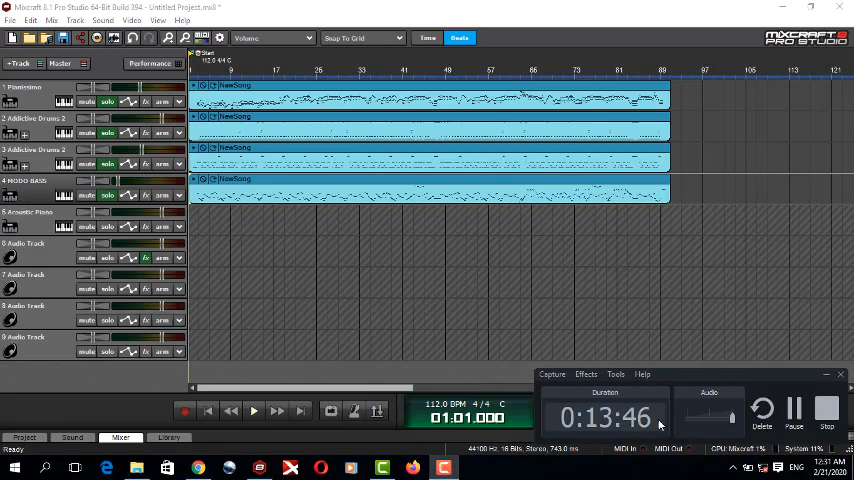 Mixcraft 8.1 Pro Studio 64-Bit Build 394 - Untitled Project.mx8 *
File Edit Mix Track Sound Video View Help
Volume Snap To Grid Time Beats MIXCRAFT PRO STUDIO 8
Start
112.0 4/4 C
+Track Master Performance
1 9 17 25 33 41 49 57 65 73 81 89 97 105 113 121
1 Pianissimo
mute solo fx arm
NewSong
2 Addictive Drums 2
mute solo fx arm
NewSong
3 Addictive Drums 2
mute solo fx arm
NewSong
4 MODO BASS
mute solo fx arm
NewSong
5 Acoustic Piano
mute solo fx arm
6 Audio Track
mute solo fx arm
7 Audio Track
mute solo fx arm
8 Audio Track
mute solo fx arm
9 Audio Track
mute solo fx arm
Capture Effects Tools Help
Duration Audio
0:13:46
Delete Pause Stop
112.0 BPM 4/4 C
01:01.000
Project Sound Mixer Library
Ready 44100 Hz, 16 Bits, Stereo, 743.0 ms. MIDI In MIDI Out CPU: Mixcraft 1% System 11%
ENG 12:31 AM
2/21/2020